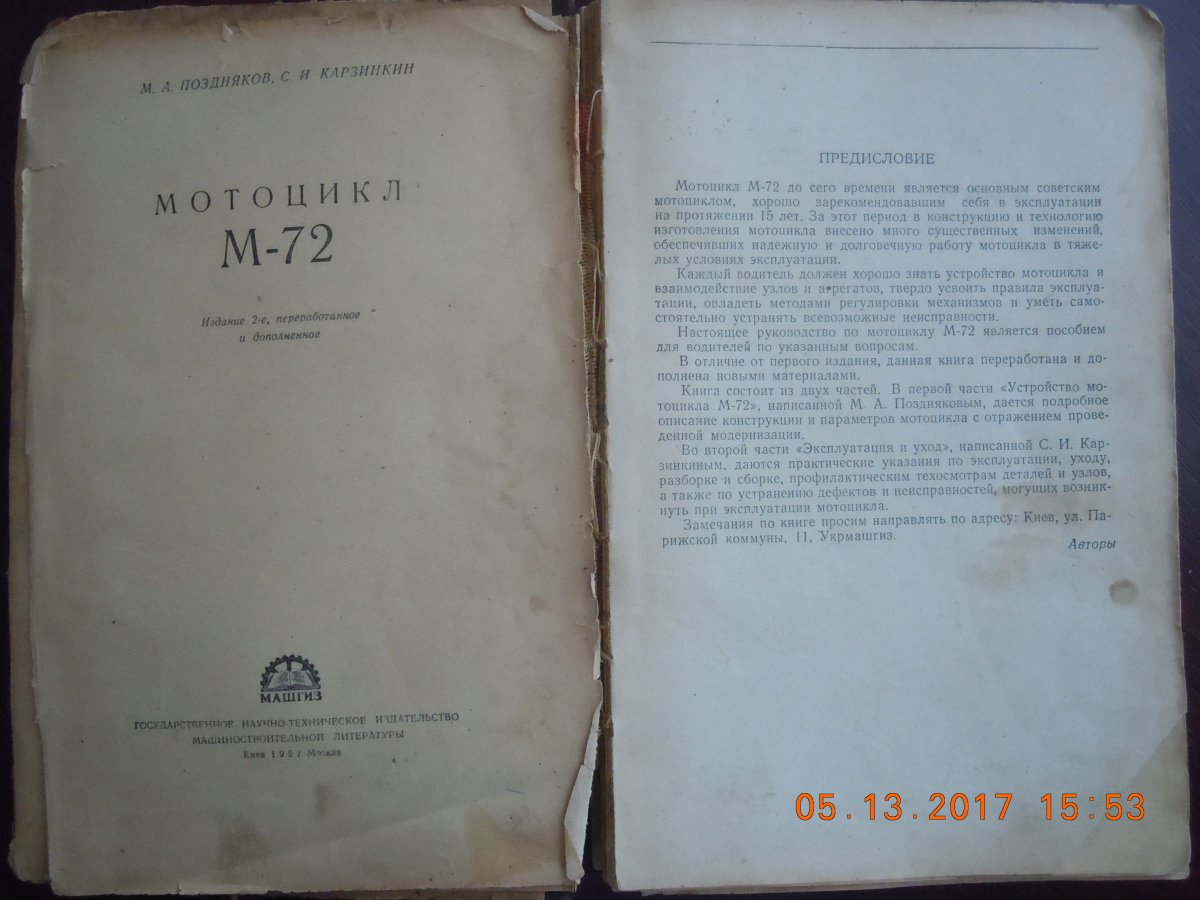 М. А. ПОЗДНЯКОВ, С. И КАРЗИНКИН
МОТОЦИКЛ
М-72
Издание 2-е, переработанное
и дополненное
МАШГИЗ
ГОСУДАРСТВЕННОЕ НАУЧНО-ТЕХНИЧЕСКОЕ ИЗДАТЕЛЬСТВО
МАШИНОСТРОИТЕЛЬНОЙ ЛИТЕРАТУРЫ
Киев 1957 Москва
ПРЕДИСЛОВИЕ
Мотоцикл М-72 до сего времени является основным советским
мотоциклом, хорошо зарекомендовавшим себя в эксплуатации
на протяжении 15 лет. За этот период в конструкцию и технологию
изготовления мотоцикла внесено много существенных изменений,
обеспечивших надежную и долговечную работу мотоцикла в тяже-
лых условиях эксплуатации.
Каждый водитель должен хорошо знать устройство мотоцикла и
взаимодействие узлов и агрегатов, твердо усвоить правила эксплуа-
тации, овладеть методами регулировки механизмов и уметь само-
стоятельно устранять всевозможные неисправности.
Настоящее руководство по мотоциклу М-72 является пособием
для водителей по указанным вопросам.
В отличие от первого издания, данная книга переработана и до-
полнена новыми материалами.
Книга состоит из двух частей. В первой части «Устройство мо-
тоцикла М-72», написанной М. А. Поздняковым, дается подробное
описание конструкции и параметров мотоцикла с отражением прове-
денной модернизации.
Во второй части «Эксплуатация и уход», написанной С. И. Кар-
зинкиным, даются практические указания по эксплуатации, уходу,
разборке и сборке, профилактическим техосмотрам деталей и узлов,
а также по устранению дефектов и неисправностей, могущих возник-
нуть при эксплуатации мотоцикла.
Замечания по книге просим направлять по адресу: Киев, ул. Па-
рижской коммуны, 11, Укрмашгиз.
Авторы
05.13.2017 15:53